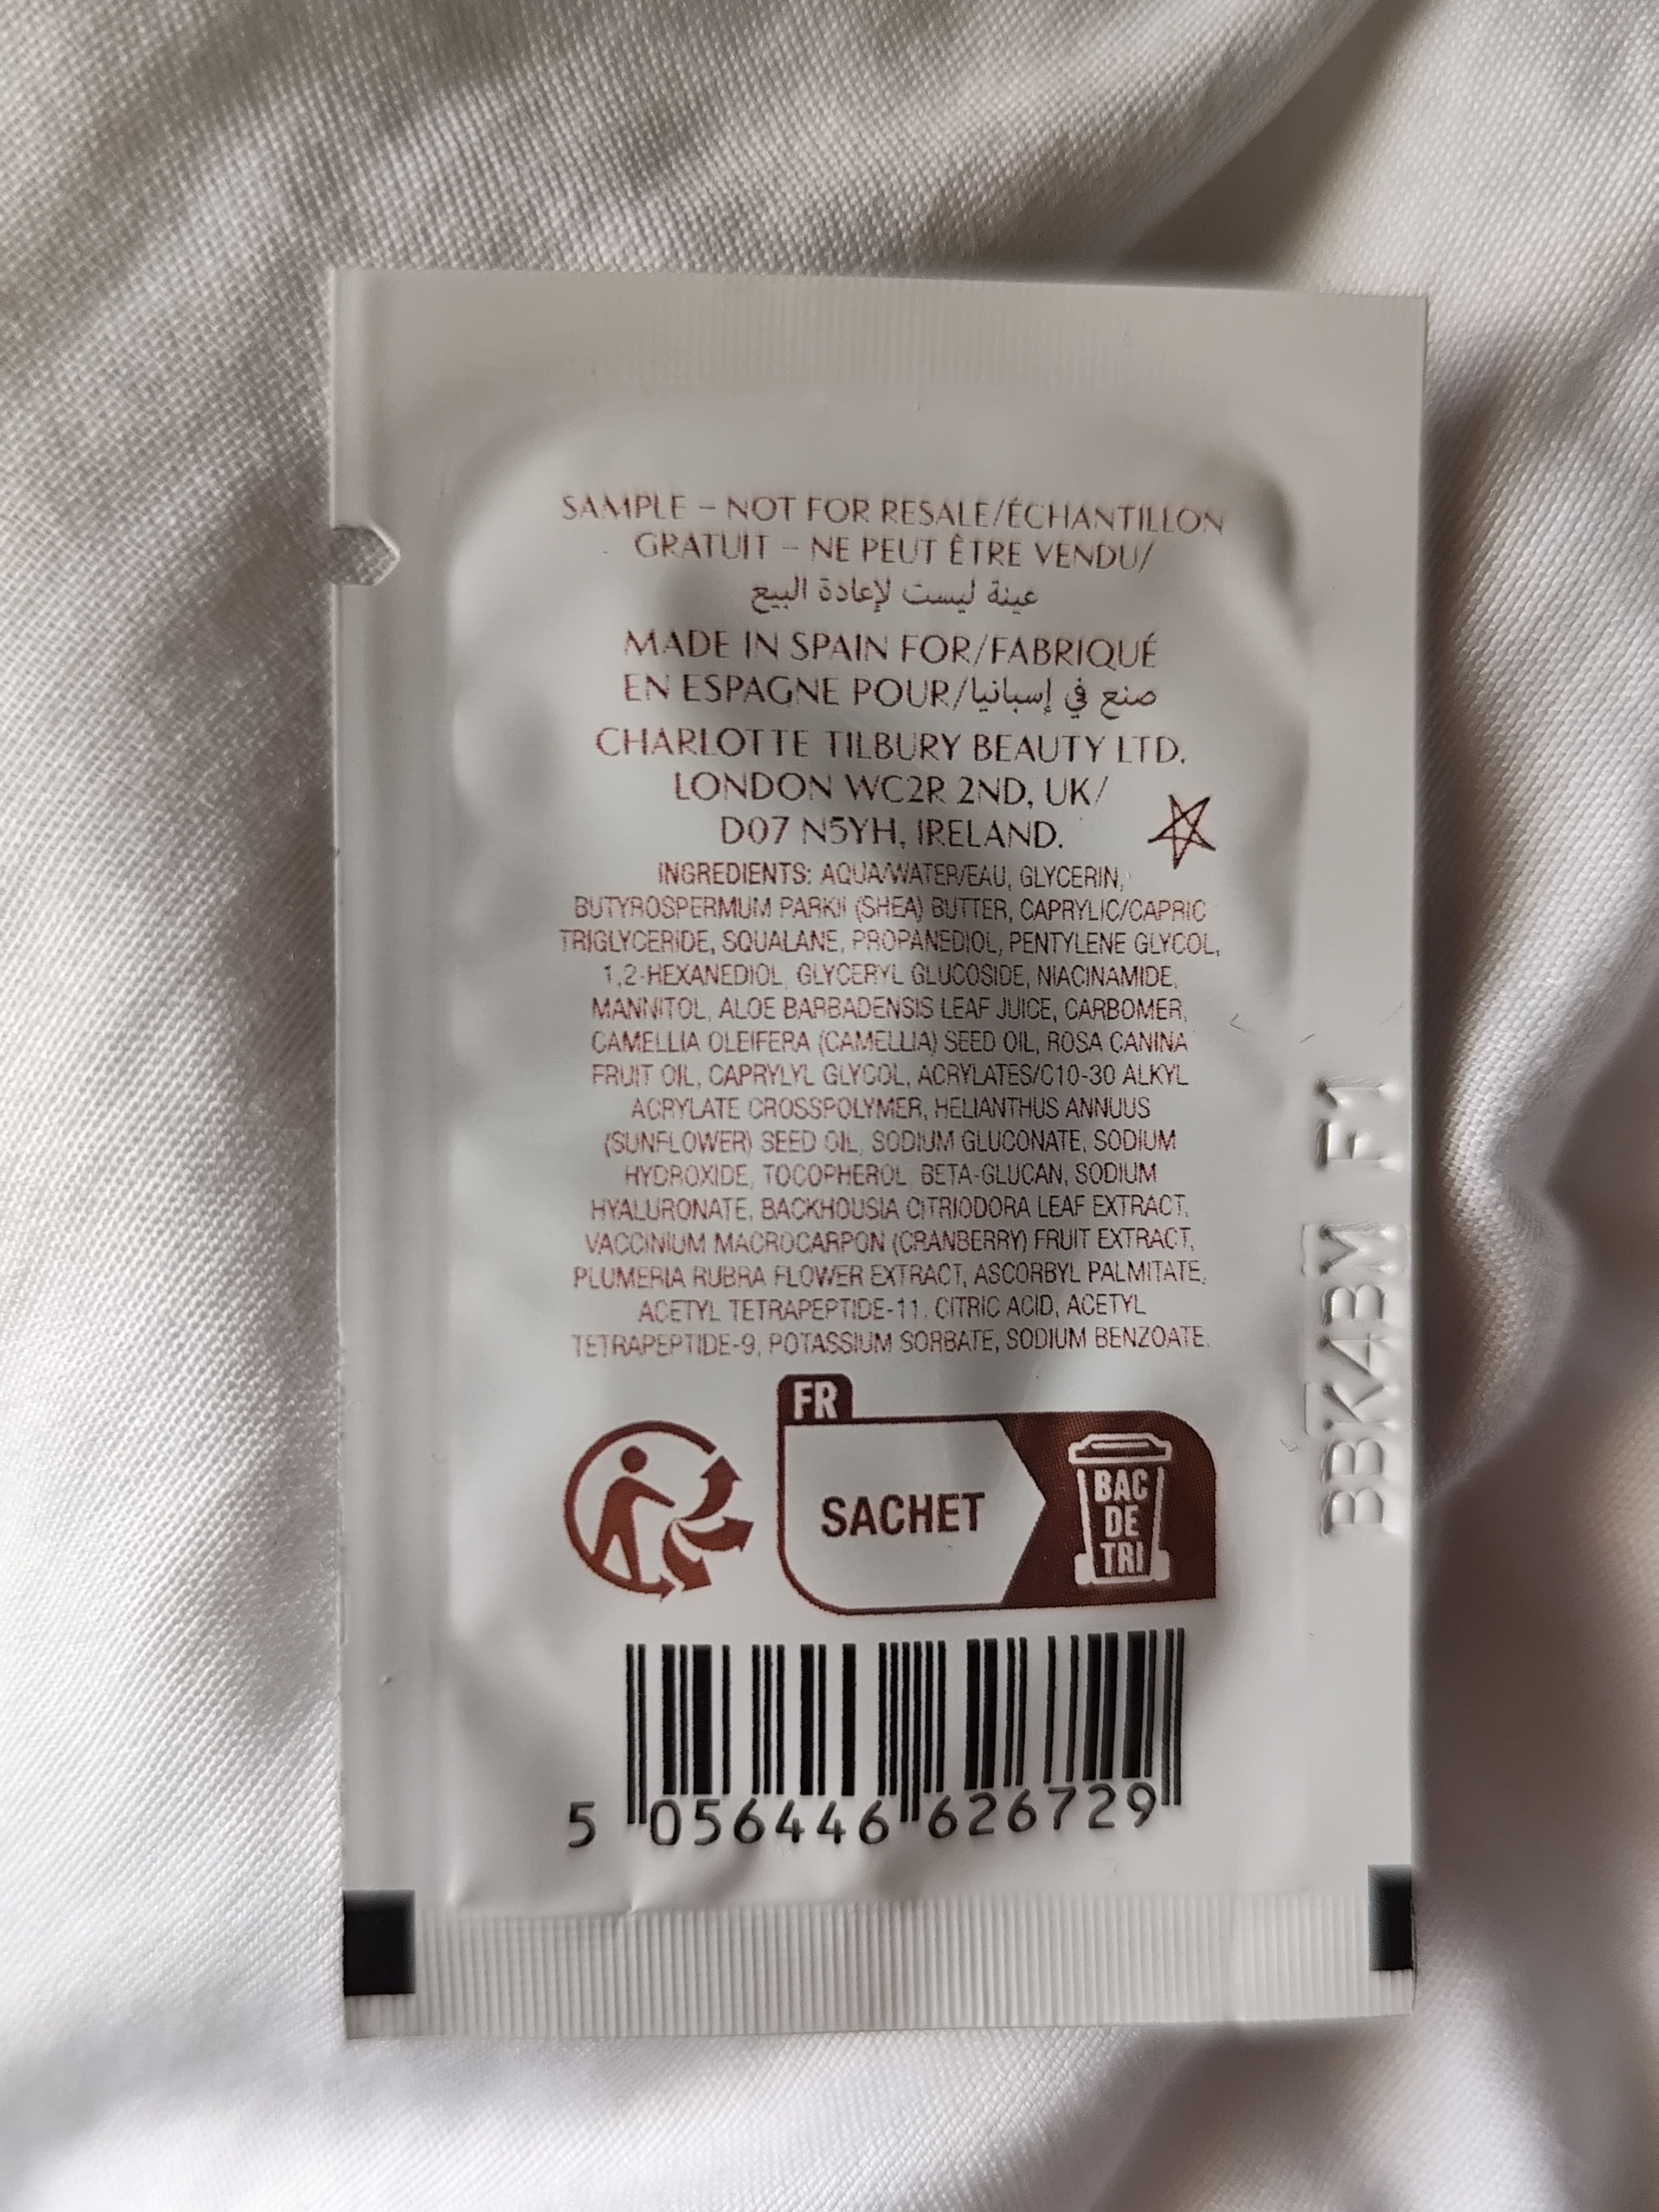 SAMPLE – NOT FOR RESALE/ÉCHANTILLON
GRATUIT – NE PEUT ÊTRE VENDU/
عينة ليست لإعادة البيع
MADE IN SPAIN FOR/FABRIQUÉ
EN ESPAGNE POUR/صنع في إسبانيا
CHARLOTTE TILBURY BEAUTY LTD.
LONDON WC2R 2ND, UK/
D07 N5YH, IRELAND.
INGREDIENTS: AQUA/WATER/EAU, GLYCERIN,
BUTYROSPERMUM PARKII (SHEA) BUTTER, CAPRYLIC/CAPRIC
TRIGLYCERIDE, SQUALANE, PROPANEDIOL, PENTYLENE GLYCOL,
1,2-HEXANEDIOL, GLYCERYL GLUCOSIDE, NIACINAMIDE,
MANNITOL, ALOE BARBADENSIS LEAF JUICE, CARBOMER,
CAMELLIA OLEIFERA (CAMELLIA) SEED OIL, ROSA CANINA
FRUIT OIL, CAPRYLYL GLYCOL, ACRYLATES/C10-30 ALKYL
ACRYLATE CROSSPOLYMER, HELIANTHUS ANNUUS
(SUNFLOWER) SEED OIL, SODIUM GLUCONATE, SODIUM
HYDROXIDE, TOCOPHEROL, BETA-GLUCAN, SODIUM
HYALURONATE, BACKHOUSIA CITRIODORA LEAF EXTRACT,
VACCINIUM MACROCARPON (CRANBERRY) FRUIT EXTRACT,
PLUMERIA RUBRA FLOWER EXTRACT, ASCORBYL PALMITATE,
ACETYL TETRAPEPTIDE-11, CITRIC ACID, ACETYL
TETRAPEPTIDE-9, POTASSIUM SORBATE, SODIUM BENZOATE.
FR
SACHET
BAC
DE
TRI
5 056446 626729
BBK4BM F1